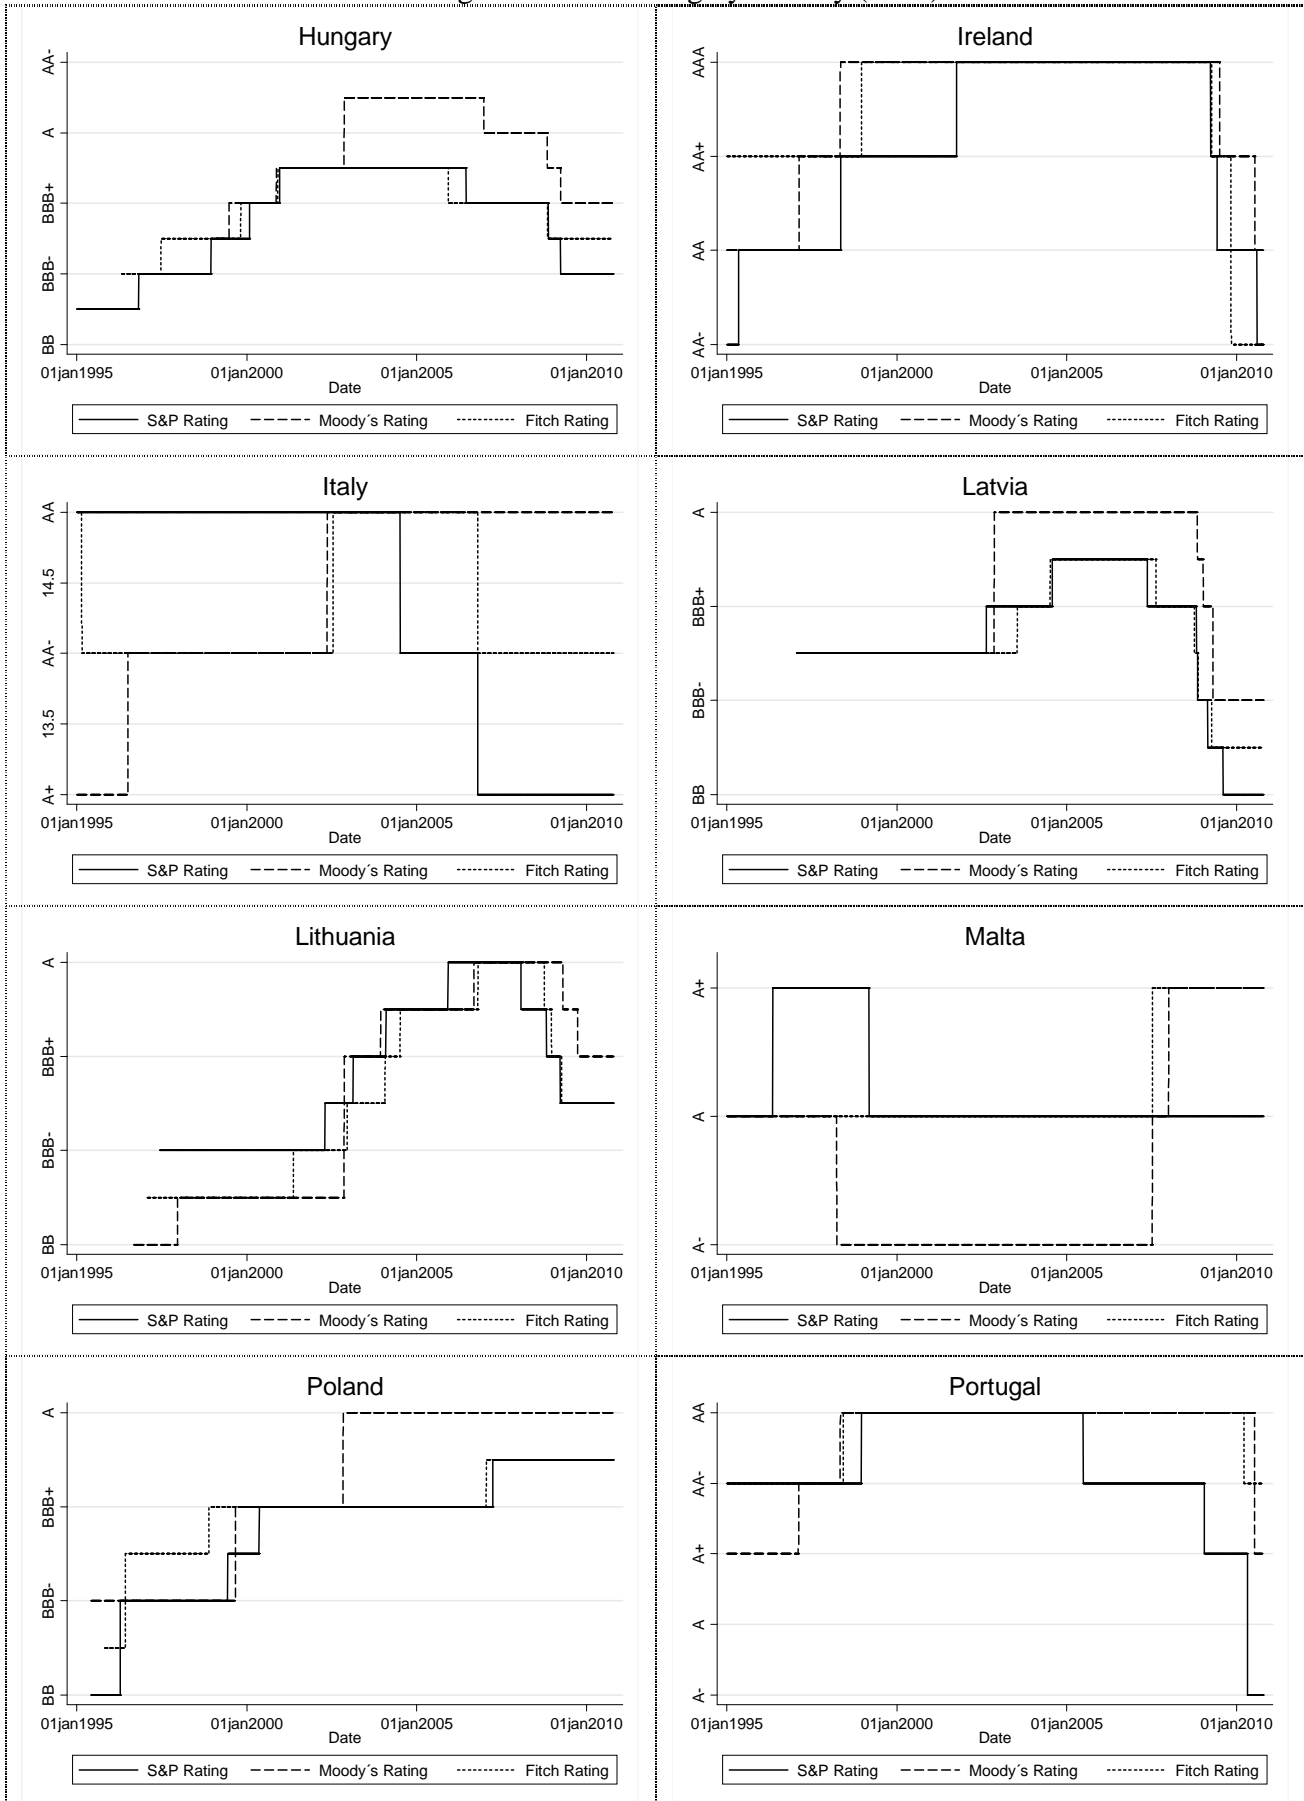 Hungary
AA-
A
BBB+
BBB-
BB
01jan1995 01jan2000 01jan2005 01jan2010
Date
S&P Rating Moody´s Rating Fitch Rating
Ireland
AAA
AA+
AA
AA-
01jan1995 01jan2000 01jan2005 01jan2010
Date
S&P Rating Moody´s Rating Fitch Rating
Italy
AA
14.5
AA-
13.5
A+
01jan1995 01jan2000 01jan2005 01jan2010
Date
S&P Rating Moody´s Rating Fitch Rating
Latvia
A
BBB+
BBB-
BB
01jan1995 01jan2000 01jan2005 01jan2010
Date
S&P Rating Moody´s Rating Fitch Rating
Lithuania
A
BBB+
BBB-
BB
01jan1995 01jan2000 01jan2005 01jan2010
Date
S&P Rating Moody´s Rating Fitch Rating
Malta
A+
A
A-
01jan1995 01jan2000 01jan2005 01jan2010
Date
S&P Rating Moody´s Rating Fitch Rating
Poland
A
BBB+
BBB-
BB
01jan1995 01jan2000 01jan2005 01jan2010
Date
S&P Rating Moody´s Rating Fitch Rating
Portugal
AA
AA-
A+
A
A-
01jan1995 01jan2000 01jan2005 01jan2010
Date
S&P Rating Moody´s Rating Fitch Rating